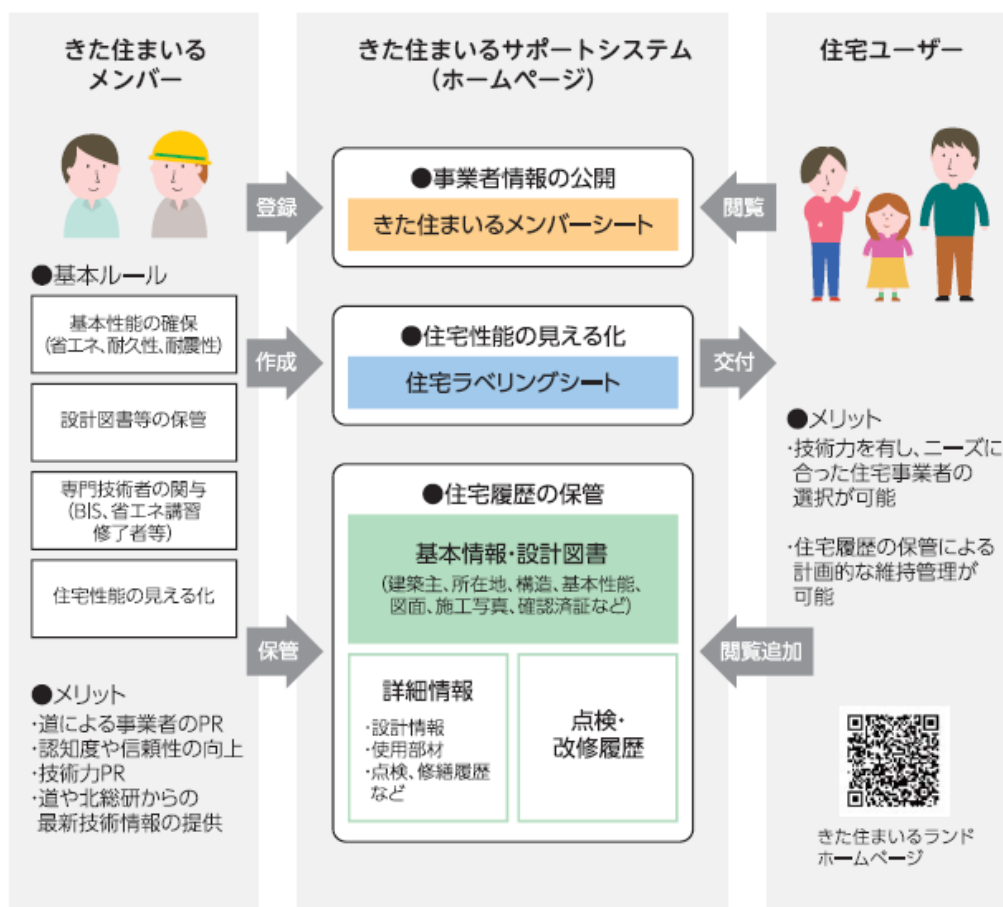 きた住まいる
メンバー
登録
●基本ルール
基本性能の確保
(省エネ、耐久性、耐震性)
作成
設計図書等の保管
専門技術者の関与
(BIS、省エネ講習
修了者等)
住宅性能の見える化
保管
●メリット
・道による事業者のPR
・認知度や信頼性の向上
・技術力PR
・道や北総研からの
最新技術情報の提供
きた住まいるサポートシステム
(ホームページ)
●事業者情報の公開
きた住まいるメンバーシート
●住宅性能の見える化
住宅ラベリングシート
●住宅履歴の保管
基本情報・設計図書
(建築主、所在地、構造、基本性能、
図面、施工写真、確認済証など)
詳細情報
・設計情報
・使用部材
・点検、修繕履歴
など
点検・
改修履歴
住宅ユーザー
閲覧
交付
●メリット
・技術力を有し、ニーズに
合った住宅事業者の
選択が可能
・住宅履歴の保管による
計画的な維持管理が
可能
閲覧追加
きた住まいるランド
ホームページ